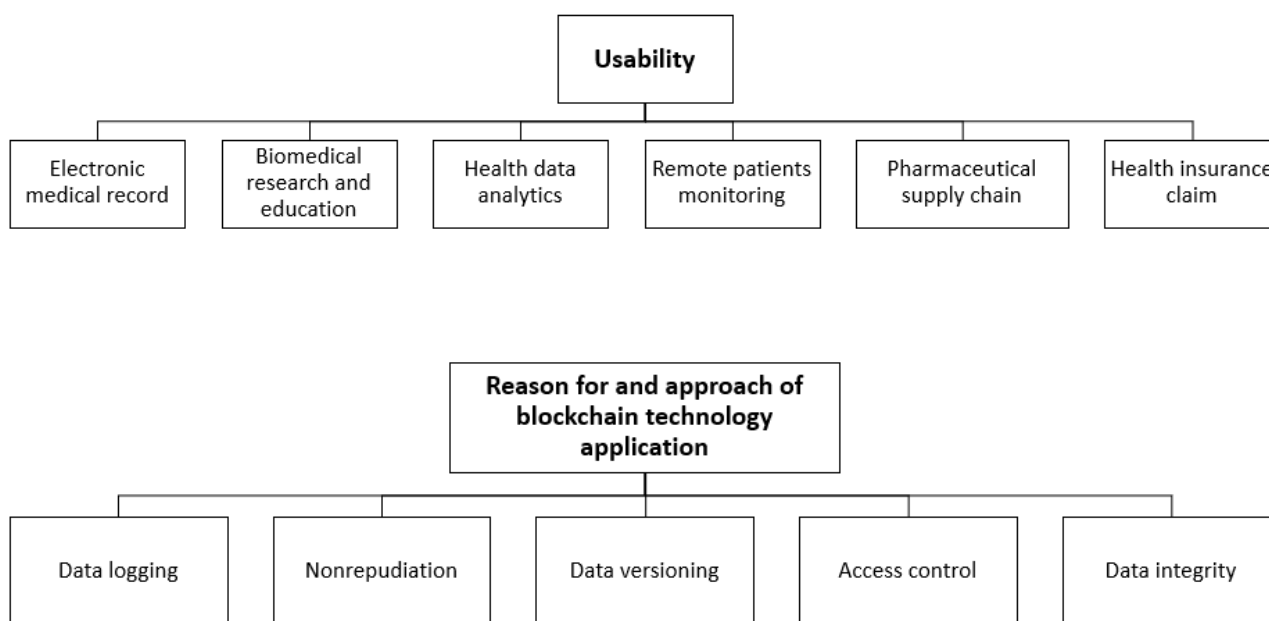 Usability
Electronic
medical record
Biomedical
research and
education
Health data
analytics
Remote patients
monitoring
Pharmaceutical
supply chain
Health insurance
claim
Reason for and approach of
blockchain technology
application
Data logging
Nonrepudiation
Data versioning
Access control
Data integrity